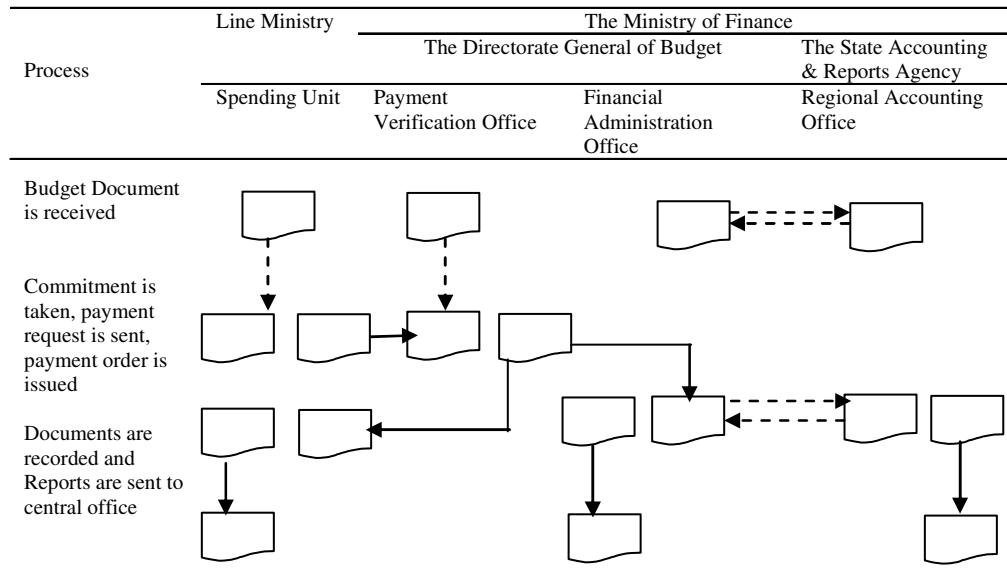 Line Ministry
The Ministry of Finance
Process
The Directorate General of Budget
The State Accounting
& Reports Agency
Spending Unit
Payment
Verification Office
Financial
Administration
Office
Regional Accounting
Office
Budget Document
is received
Commitment is
taken, payment
request is sent,
payment order is
issued
Documents are
recorded and
Reports are sent to
central office